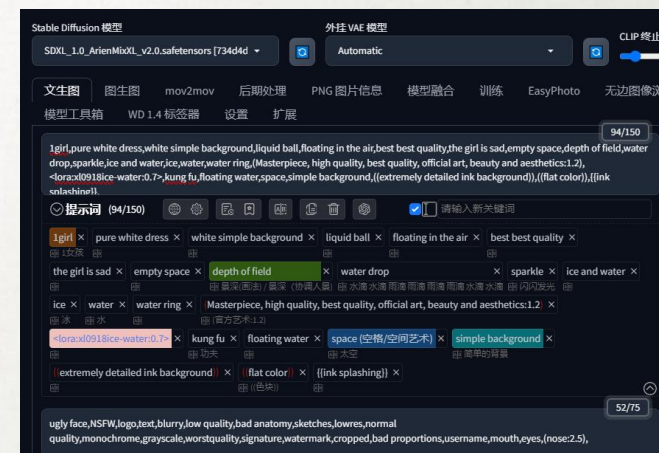 Stable Diffusion 模型 外挂 VAE 模型 CLIP 终止
SDXL_1.0_ArienMixXL_v2.0.safetensors [734d4d Automatic
文生图 图生图 mov2mov 后期处理 PNG 图片信息 模型融合 训练 EasyPhoto 无边图像浏
模型工具箱 WD 1.4 标签器 设置 扩展
94/150
1girl,pure white dress,white simple background,liquid ball,floating in the air,best best quality,the girl is sad,empty space,depth of field,water
drop,sparkle,ice and water,ice,water,water ring,(Masterpiece, high quality, best quality, official art, beauty and aesthetics:1.2),
<lora:xl0918ice-water:0.7>,kung fu,floating water,space,simple background,((extremely detailed ink background)),((flat color)),{{ink
splashing}},
提示词 (94/150) 请输入新关键词
1girl × pure white dress × white simple background × liquid ball × floating in the air × best best quality ×
1女孩
the girl is sad × empty space × depth of field × water drop × sparkle × ice and water ×
景深(画法) / 景深（协调人景) 水滴 水滴 雨滴 雨滴 雨滴 雨滴 水滴 水滴 闪闪发光
ice × water × water ring × (Masterpiece, high quality, best quality, official art, beauty and aesthetics:1.2) ×
冰 水 (官方艺术:1.2)
<lora:xl0918ice-water:0.7> × kung fu × floating water × space (空格/空间艺术) × simple background ×
功夫 太空 简单的背景
((extremely detailed ink background)) × ((flat color)) × {{ink splashing}} ×
((色块))
52/75
ugly face,NSFW,logo,text,blurry,low quality,bad anatomy,sketches,lowres,normal
quality,monochrome,grayscale,worstquality,signature,watermark,cropped,bad proportions,username,mouth,eyes,(nose:2.5),